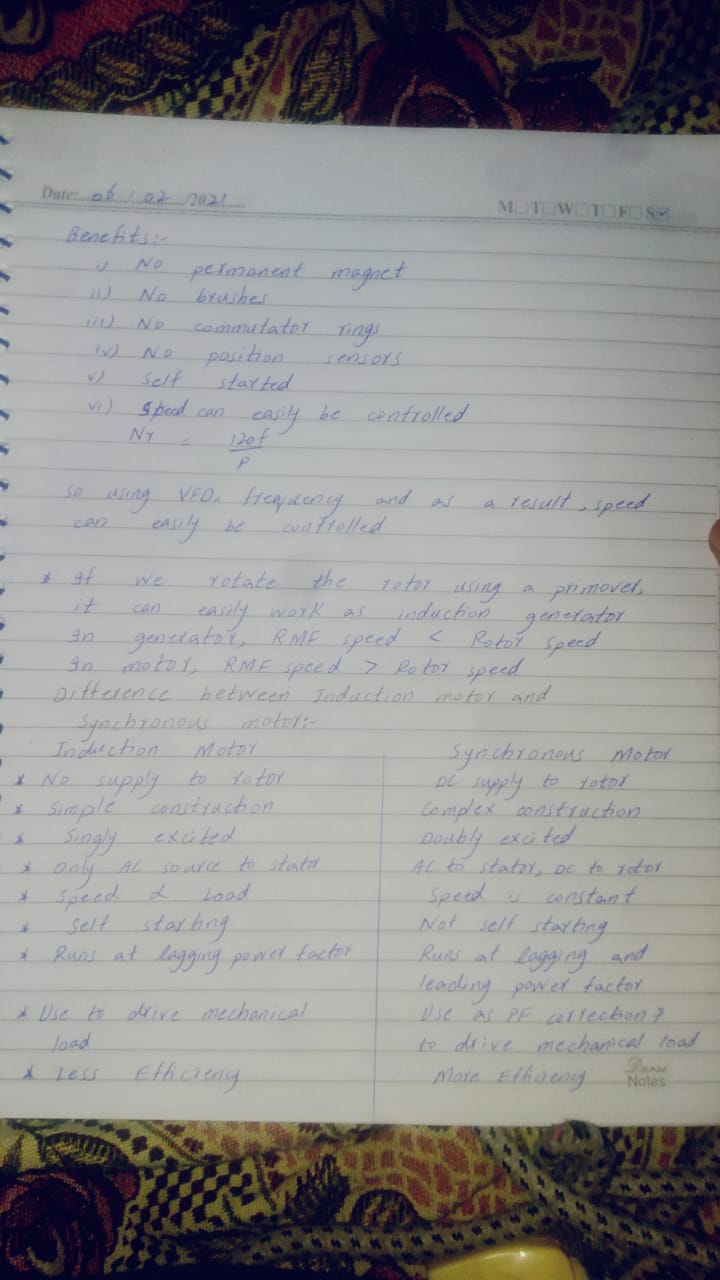 Date: 06 / 02 / 2021 M T W T F S
Benefits:-
i) No permanent magnet
ii) No brushes
iii) No commutator rings
iv) No position sensors
v) Self started
vi) Speed can easily be controlled
Nr = 120f
P
so using VFD, frequency and as a result, speed
can easily be controlled
* If we rotate the rotor using a primover,
it can easily work as induction generator
In generator, RMF speed < Rotor speed
In motor, RMF speed > Rotor speed
Difference between Induction motor and
Synchronous motor:-
Induction Motor Synchronous Motor
* No supply to rotor DC supply to rotor
* Simple construction Complex construction
* Singly excited Doubly excited
* Only AC source to stator AC to stator, DC to rotor
* Speed α Load Speed is constant
* Self starting Not self starting
* Runs at lagging power factor Runs at lagging and
leading power factor
* Use to drive mechanical Use as PF correction &
load to drive mechanical load
* Less Efficiency More Efficiency
Notes